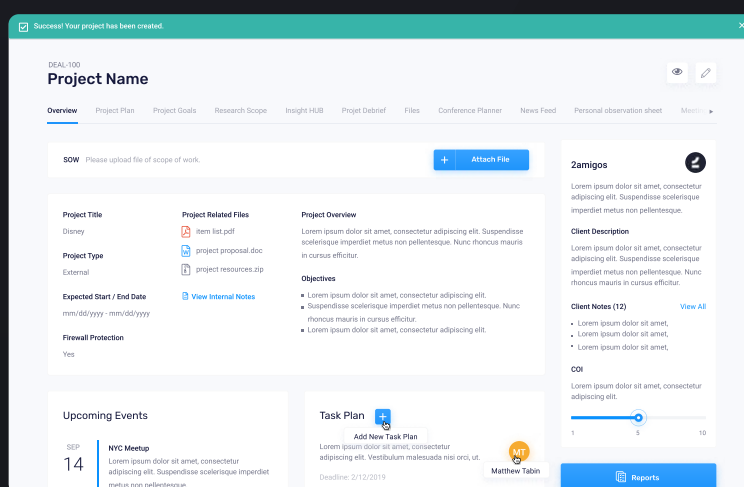 Success! Your project has been created.
DEAL-100
Project Name
Overview Project Plan Project Goals Research Scope Insight HUB Projet Debrief Files Conference Planner News Feed Personal observation sheet
SOW Please upload file of scope of work.
+ Attach File
Project Title
Disney
Project Type
External
Expected Start / End Date
mm/dd/yyyy - mm/dd/yyyy
Firewall Protection
Yes
Project Related Files
item list.pdf
project proposal.doc
project resources.zip
View Internal Notes
Project Overview
Lorem ipsum dolor sit amet, consectetur adipiscing elit. Suspendisse
scelerisque imperdiet metus non pellentesque. Nunc rhoncus mauris
in cursus efficitur.
Objectives
Lorem ipsum dolor sit amet, consectetur adipiscing elit.
Suspendisse scelerisque imperdiet metus non pellentesque. Nunc
rhoncus mauris in cursus efficitur.
Lorem ipsum dolor sit amet, consectetur adipiscing elit.
2amigos
Lorem ipsum dolor sit amet, consectetur
adipiscing elit. Suspendisse scelerisque
imperdiet metus non pellentesque.
Client Description
Lorem ipsum dolor sit amet, consectetur
adipiscing elit. Suspendisse scelerisque
imperdiet metus non pellentesque. Nunc
rhoncus mauris in cursus efficitur.
Client Notes (12) View All
Lorem ipsum dolor sit amet,
Lorem ipsum dolor sit amet,
Lorem ipsum dolor sit amet,
COI
Lorem ipsum dolor sit amet, consectetur
adipiscing elit.
1 5 10
Reports
Upcoming Events
SEP
14
NYC Meetup
Lorem ipsum dolor sit amet, consectetur
adipiscing elit. Suspendisse scelerisque imperdiet
metus non pellentesque.
Task Plan +
Add New Task Plan
Lorem ipsum dolor sit amet, consectetur
adipiscing elit. Vestibulum malesuada nisi orci, ut.
Deadline: 2/12/2019
MT
Matthew Tabin